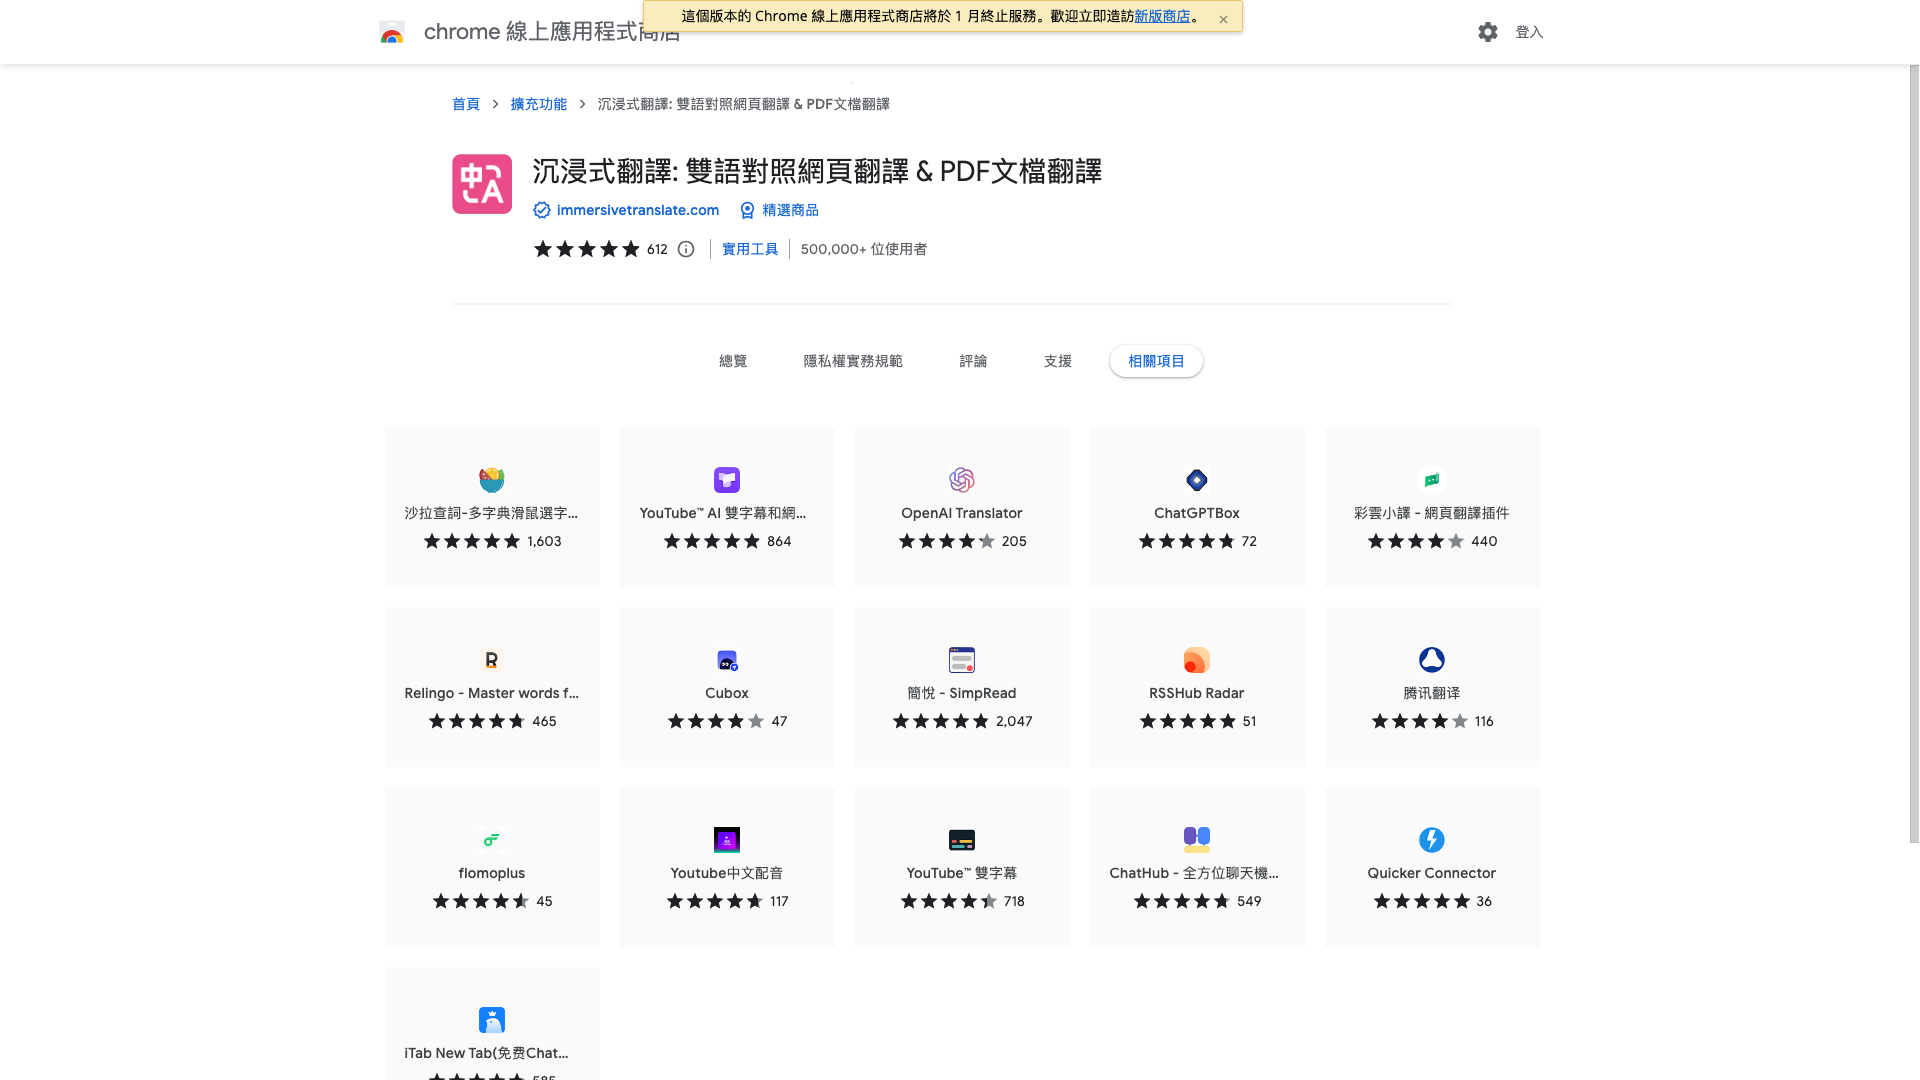 這個版本的 Chrome 線上應用程式商店將於 1 月終止服務。歡迎立即造訪新版商店。 ×
chrome 線上應用程式商店
登入
首頁 > 擴充功能 > 沉浸式翻譯: 雙語對照網頁翻譯 & PDF文檔翻譯
中A
沉浸式翻譯: 雙語對照網頁翻譯 & PDF文檔翻譯
immersivetranslate.com 精選商品
612 實用工具 500,000+ 位使用者
總覽 隱私權實務規範 評論 支援 相關項目
沙拉查詞-多字典滑鼠選字...
1,603
YouTube™ AI 雙字幕和網...
864
OpenAI Translator
205
ChatGPTBox
72
彩雲小譯 - 網頁翻譯插件
440
Relingo - Master words f...
465
Cubox
47
簡悅 - SimpRead
2,047
RSSHub Radar
51
腾讯翻译
116
flomoplus
45
Youtube中文配音
117
YouTube™ 雙字幕
718
ChatHub - 全方位聊天機...
549
Quicker Connector
36
iTab New Tab(免费Chat...
585